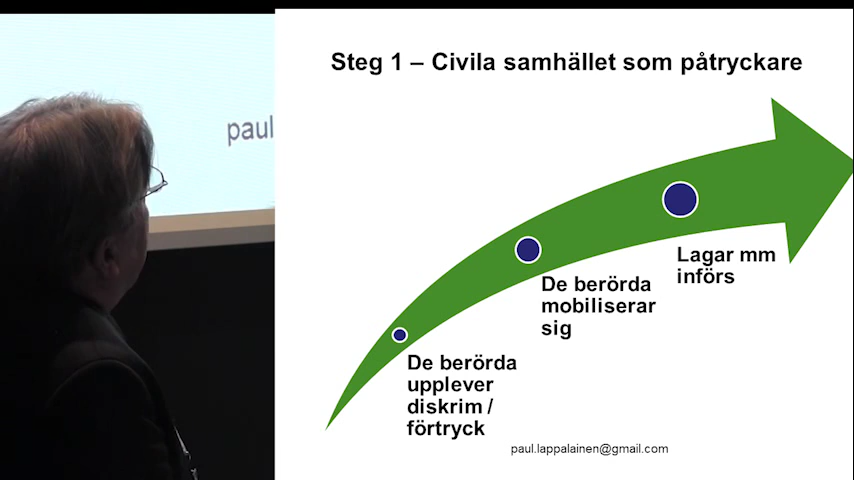 paul
Steg 1 – Civila samhället som påtryckare
Lagar mm
införs
De berörda
mobiliserar
sig
De berörda
upplever
diskrim /
förtryck
paul.lappalainen@gmail.com